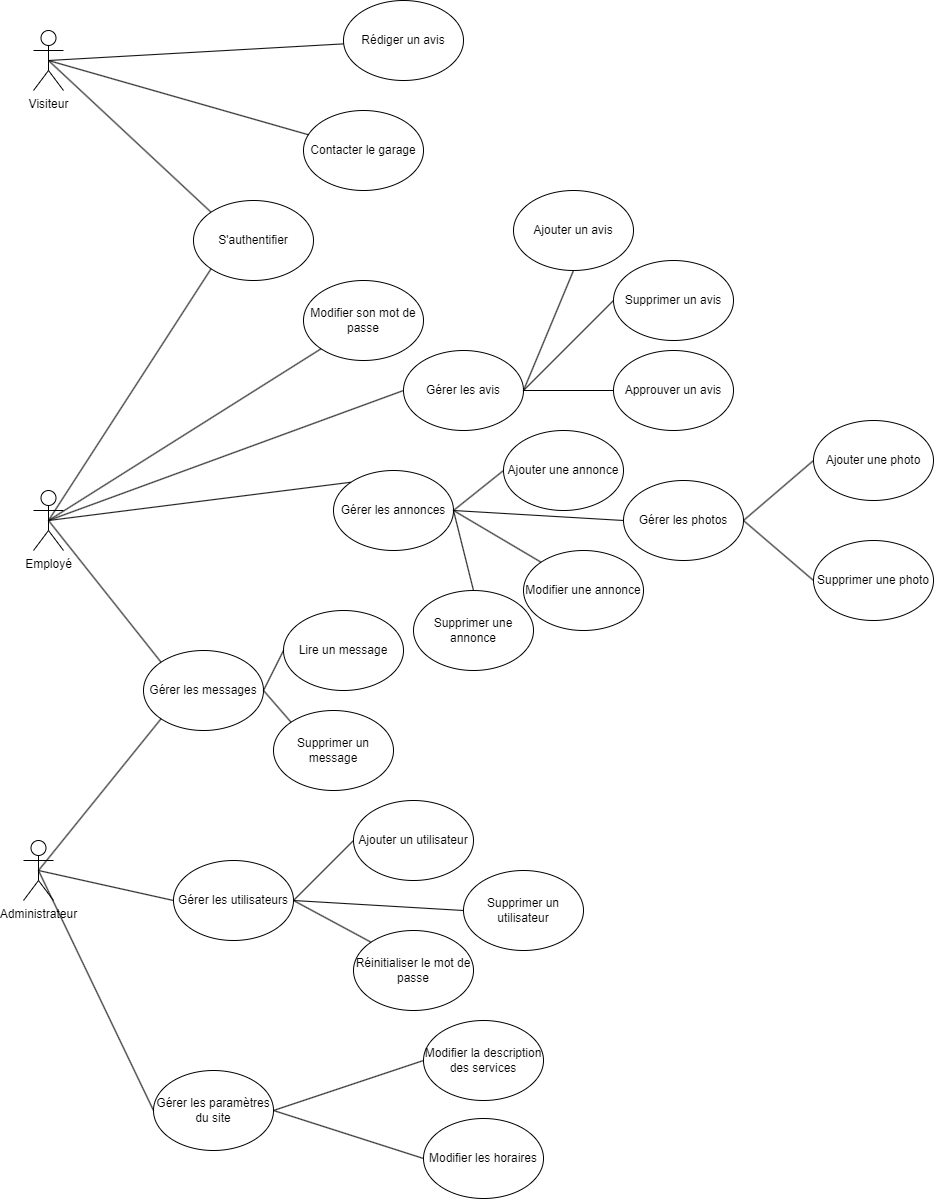 Rédiger un avis
Visiteur
Contacter le garage
S'authentifier
Ajouter un avis
Modifier son mot de
passe
Supprimer un avis
Gérer les avis
Approuver un avis
Ajouter une annonce
Ajouter une photo
Gérer les annonces
Gérer les photos
Employé
Modifier une annonce
Supprimer une photo
Supprimer une
annonce
Lire un message
Gérer les messages
Supprimer un
message
Ajouter un utilisateur
Administrateur
Gérer les utilisateurs
Supprimer un
utilisateur
Réinitialiser le mot de
passe
Modifier la description
des services
Gérer les paramètres
du site
Modifier les horaires